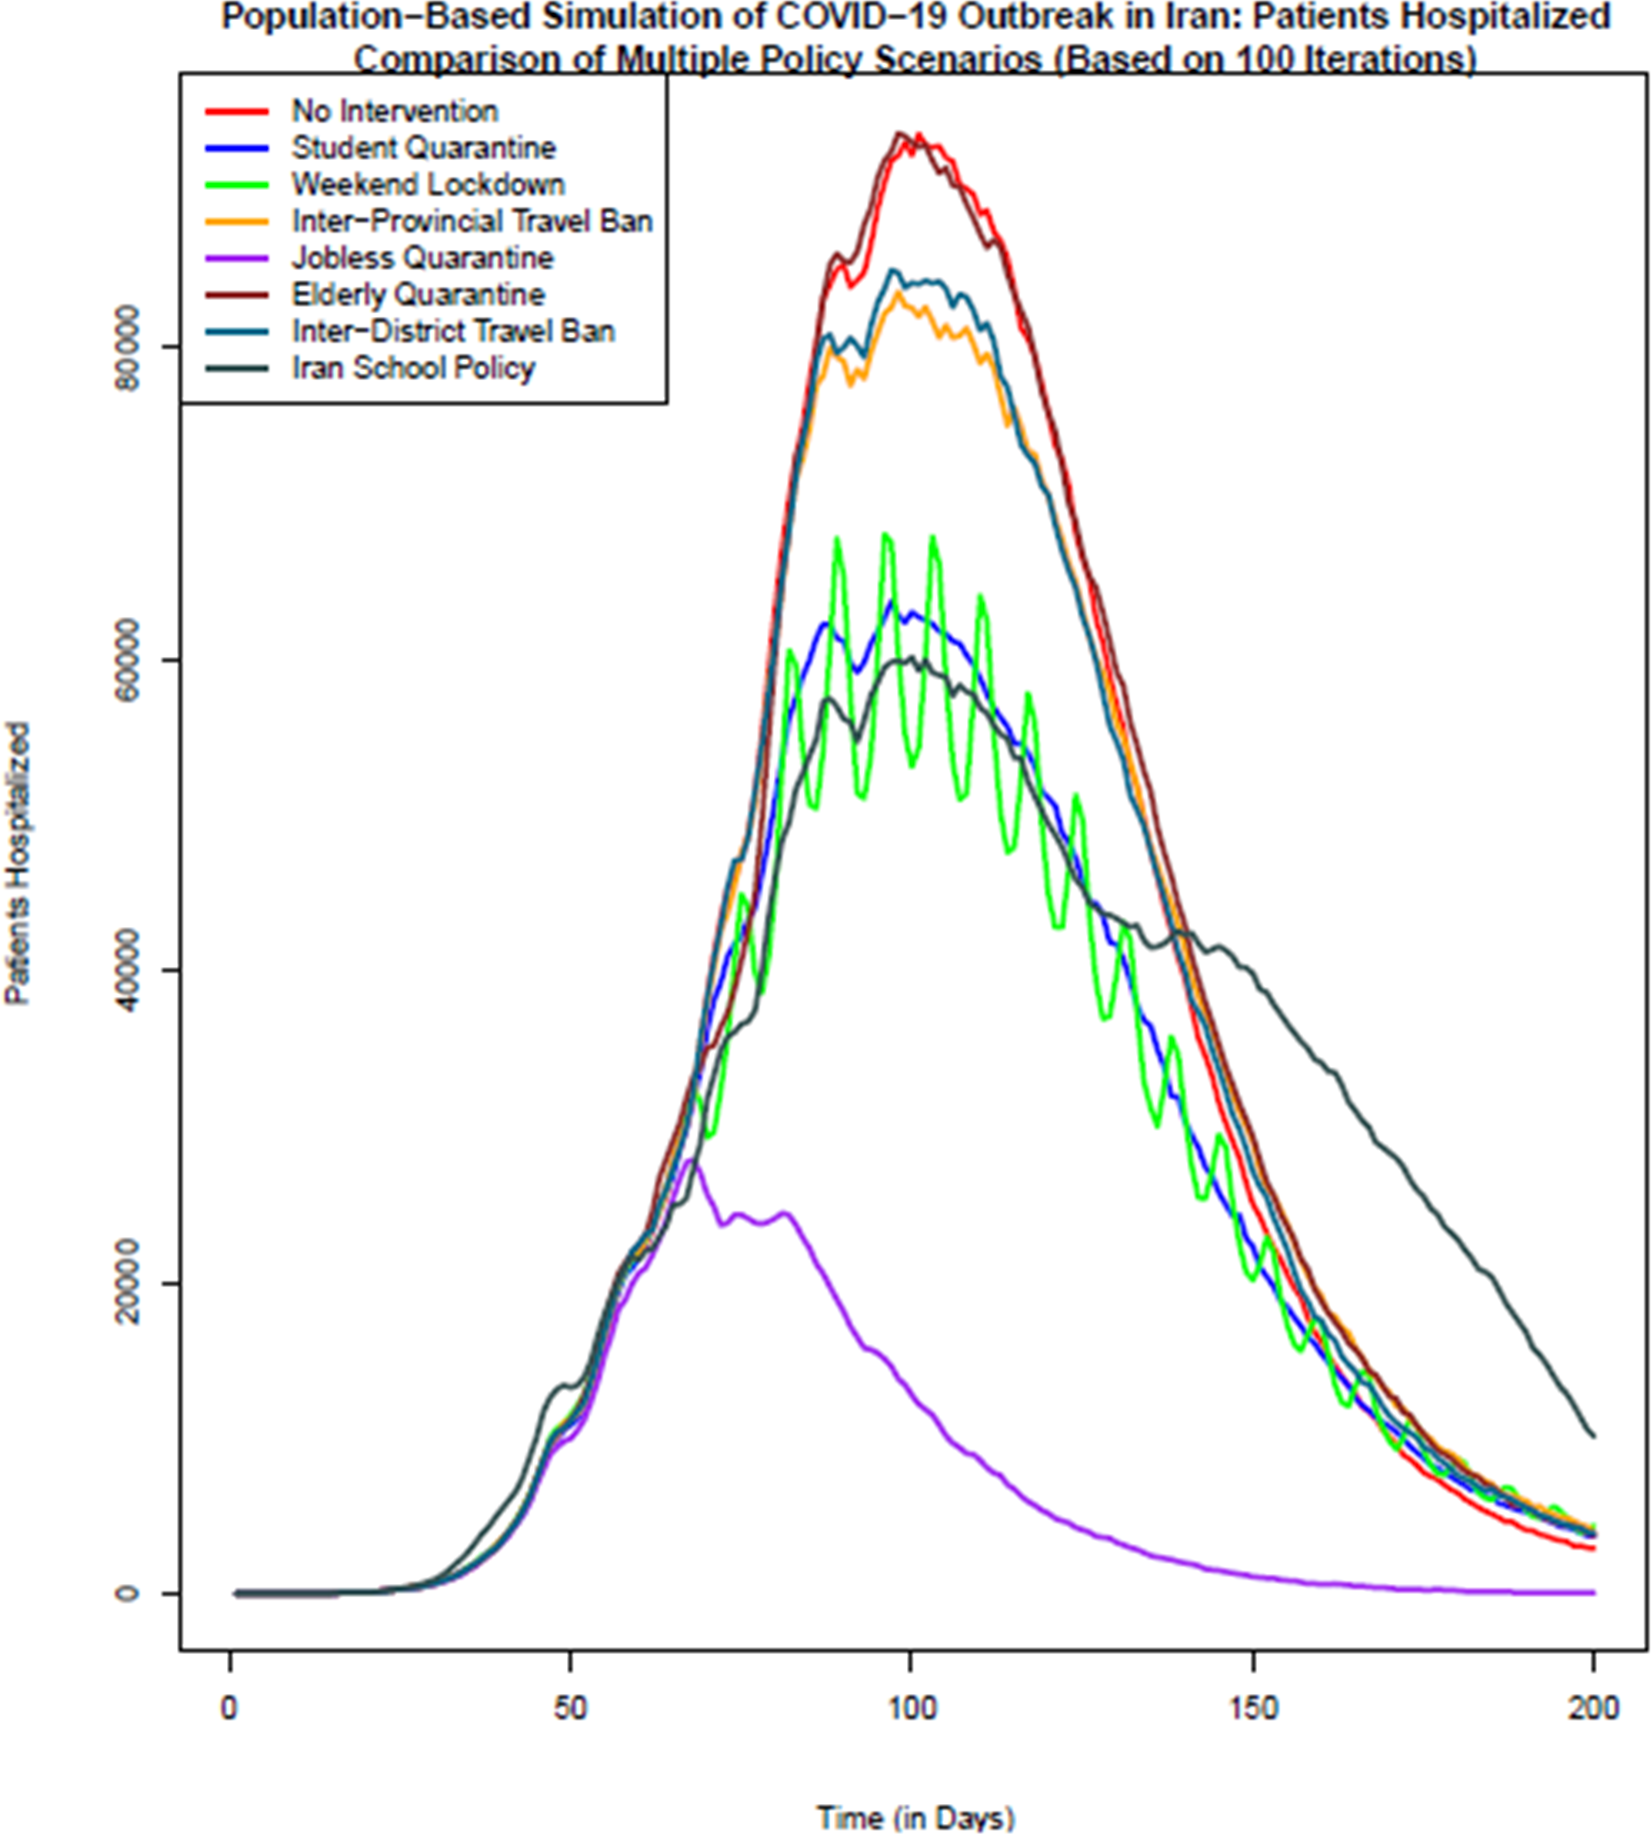 Population−Based Simulation of COVID−19 Outbreak in Iran: Patients Hospitalized
Comparison of Multiple Policy Scenarios (Based on 100 Iterations)
No Intervention
Student Quarantine
Weekend Lockdown
Inter−Provincial Travel Ban
Jobless Quarantine
Elderly Quarantine
Inter−District Travel Ban
Iran School Policy
Patients Hospitalized
80000
60000
40000
20000
0
0 50 100 150 200
Time (in Days)